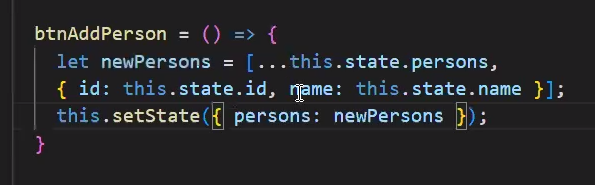 btnAddPerson = () => {
let newPersons = [...this.state.persons,
{ id: this.state.id, name: this.state.name }];
this.setState({ persons: newPersons });
}